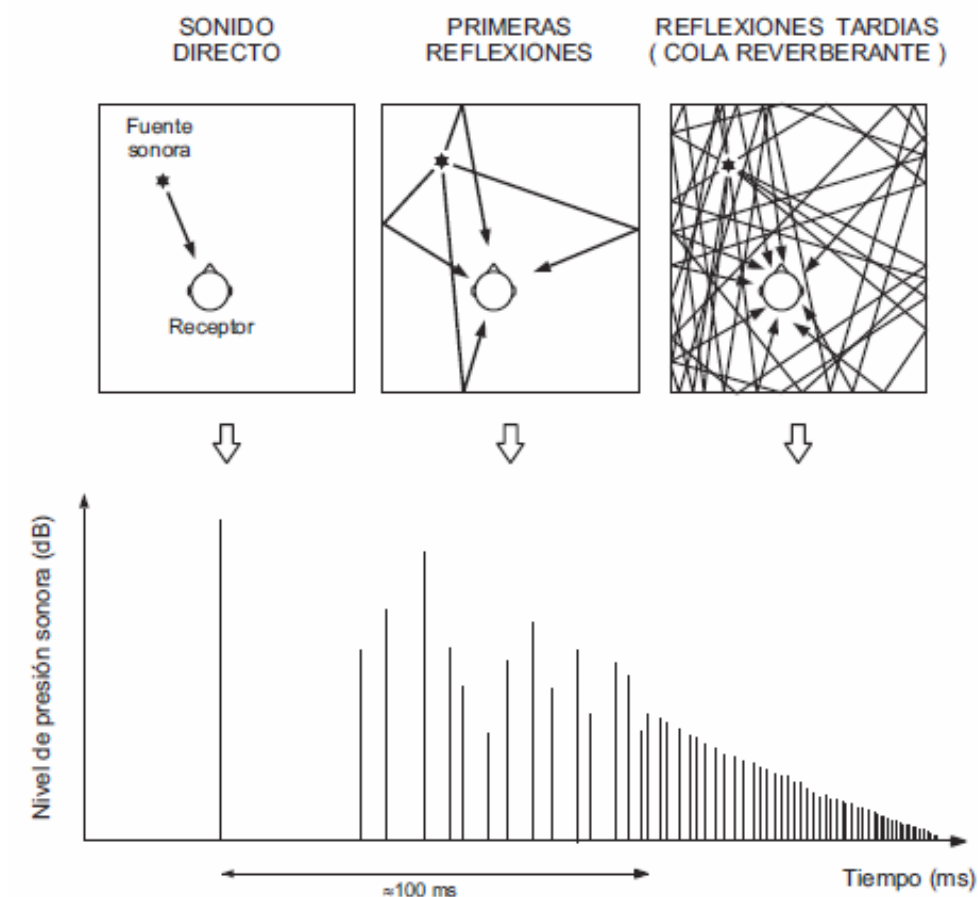 SONIDO
DIRECTO
PRIMERAS
REFLEXIONES
REFLEXIONES TARDIAS
( COLA REVERBERANTE )
Fuente
sonora
Receptor
Nivel de presión sonora (dB)
≈100 ms
Tiempo (ms)